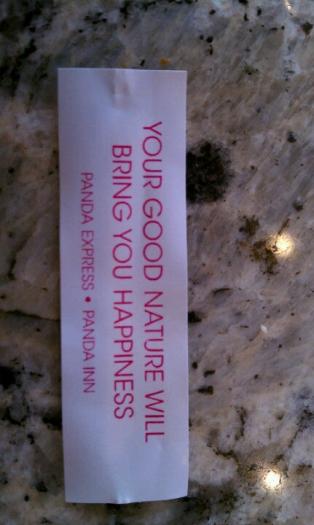 YOUR GOOD NATURE WILL
BRING YOU HAPPINESS
PANDA EXPRESS • PANDA INN